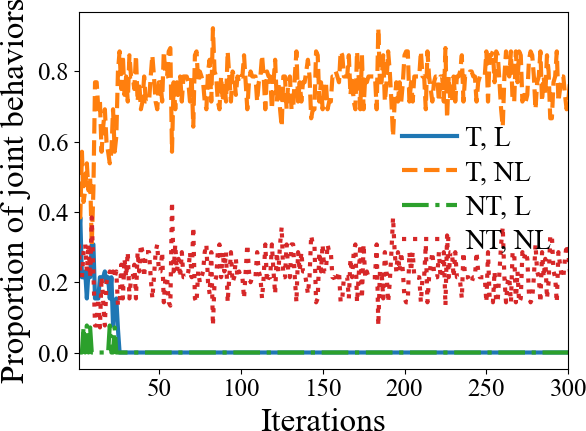 Proportion of joint behaviors
0.8
0.6
0.4
0.2
0.0
T, L
T, NL
NT, L
NT, NL
50
100
150
200
250
300
Iterations